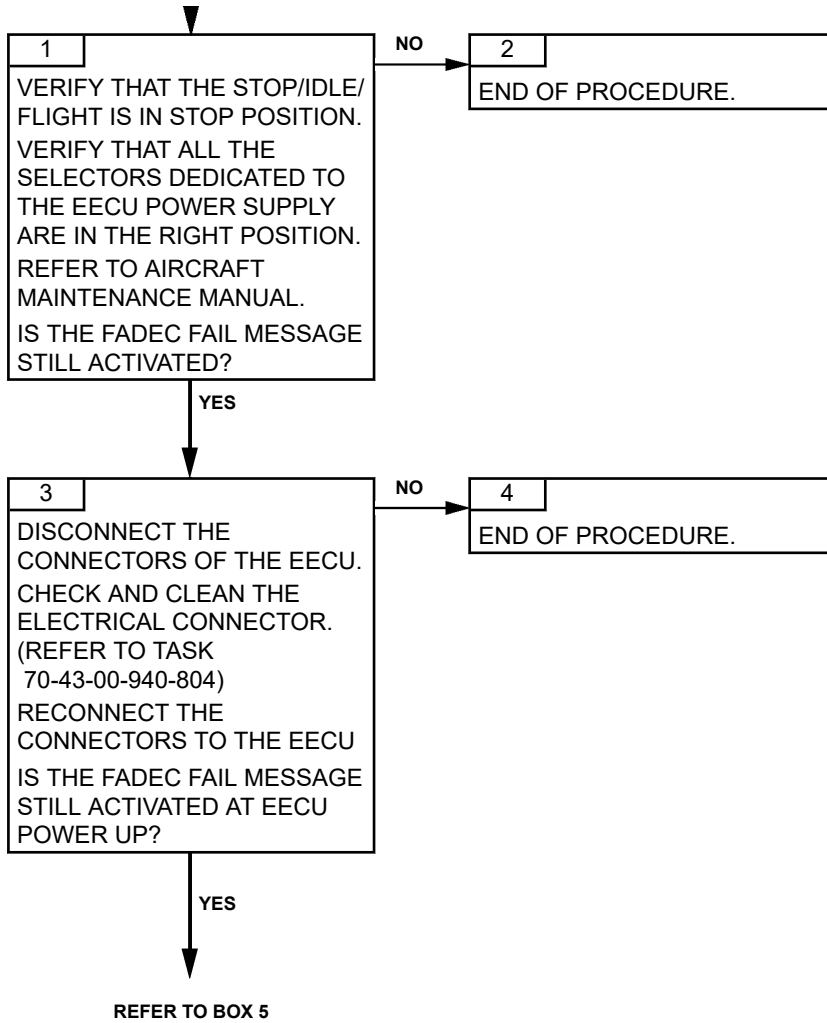 1
VERIFY THAT THE STOP/IDLE/
FLIGHT IS IN STOP POSITION.
VERIFY THAT ALL THE
SELECTORS DEDICATED TO
THE EECU POWER SUPPLY
ARE IN THE RIGHT POSITION.
REFER TO AIRCRAFT
MAINTENANCE MANUAL.
IS THE FADEC FAIL MESSAGE
STILL ACTIVATED?
NO
2
END OF PROCEDURE.
YES
3
DISCONNECT THE
CONNECTORS OF THE EECU.
CHECK AND CLEAN THE
ELECTRICAL CONNECTOR.
(REFER TO TASK
70-43-00-940-804)
RECONNECT THE
CONNECTORS TO THE EECU
IS THE FADEC FAIL MESSAGE
STILL ACTIVATED AT EECU
POWER UP?
NO
4
END OF PROCEDURE.
YES
REFER TO BOX 5